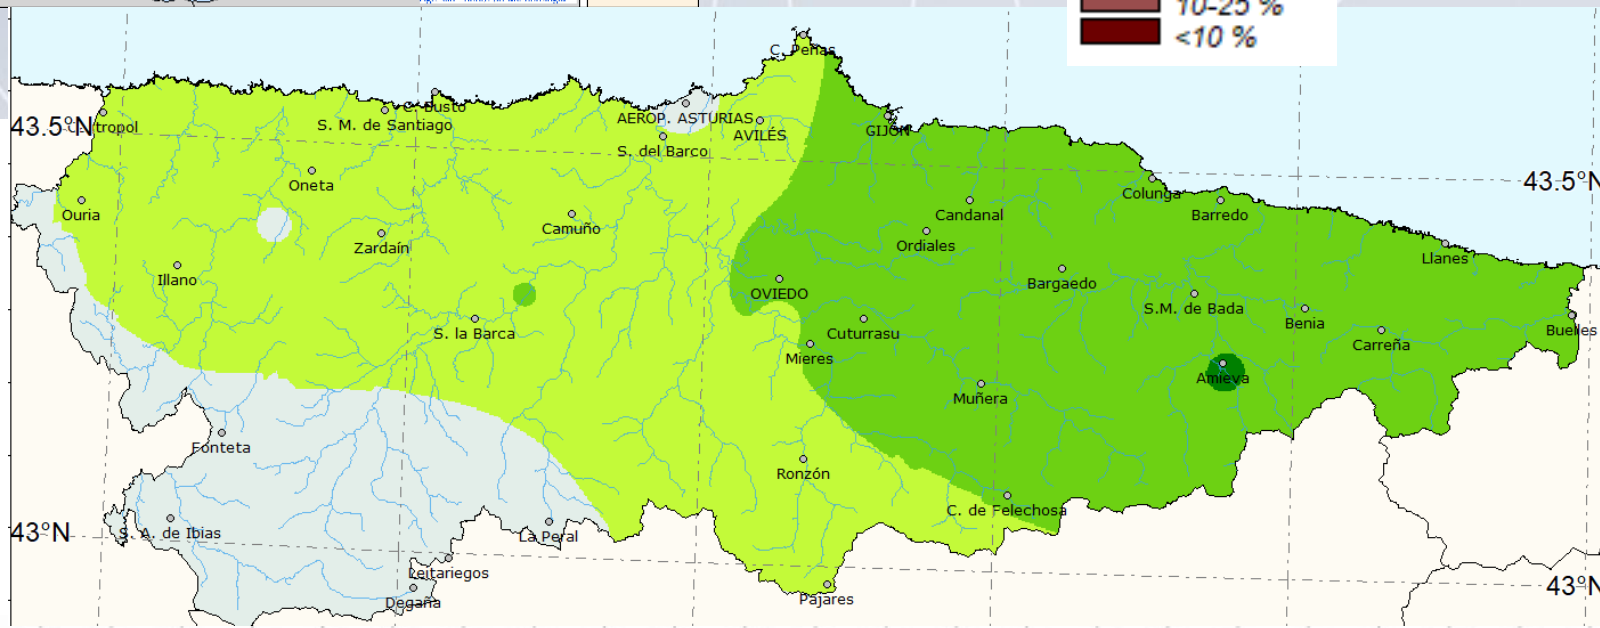 10-25 %
<10 %
C. Peñas
C. Busto
43.5°N
S. M. de Santiago
AEROP. ASTURIAS
AVILÉS
GIJÓN
S. del Barco
Oneta
43.5°N
Colunga
Ouria
Candanal
Barredo
Camuño
Zardaín
Ordiales
Llanes
Illano
OVIEDO
Bargaedo
S.M. de Bada
Benia
Buelles
S. la Barca
Cuturrasu
Carreña
Mieres
Amieva
Muñera
Fonteta
Ronzón
C. de Felechosa
43°N
S. A. de Ibias
La Peral
Leitariegos
43°N
Degaña
Pajares